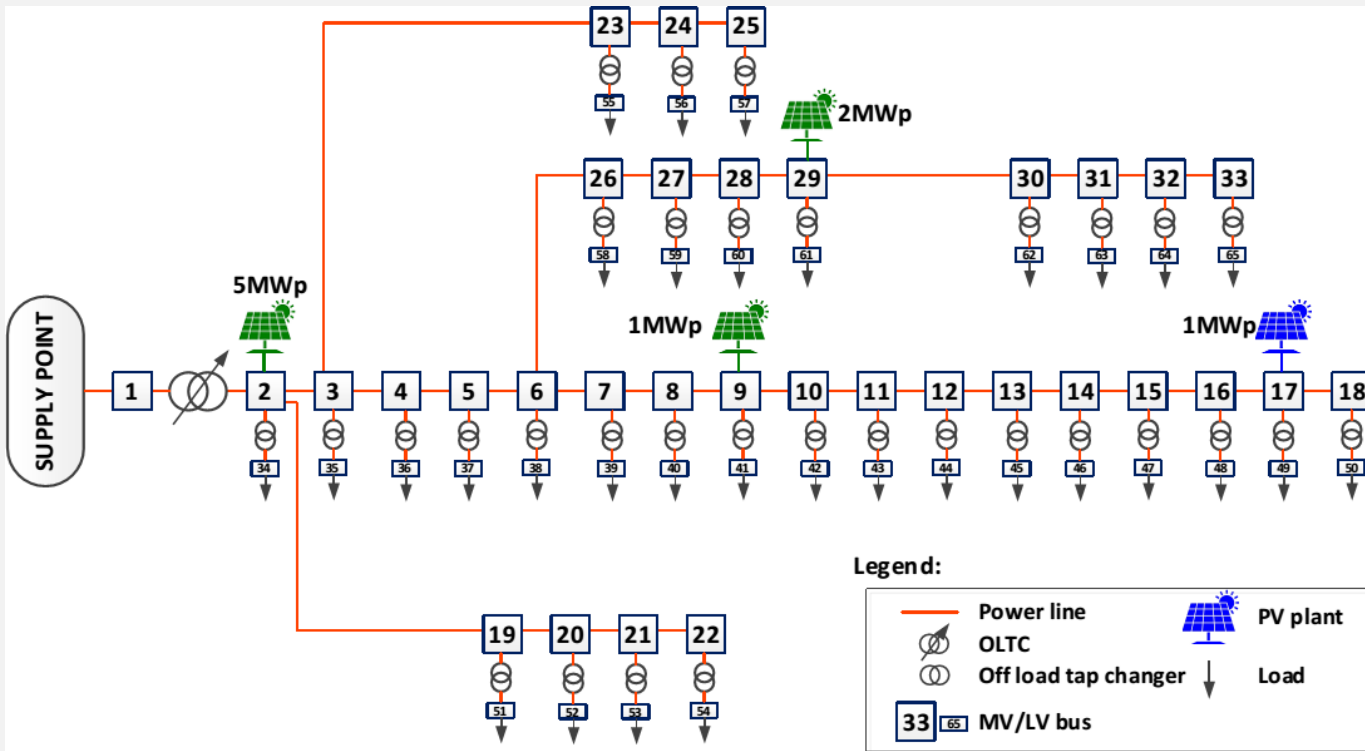 23 24 25
55 56 57
2MWp
26 27 28 29 30 31 32 33
58 59 60 61 62 63 64 65
5MWp
1MWp
1MWp
SUPPLY POINT
1 2 3 4 5 6 7 8 9 10 11 12 13 14 15 16 17 18
34 35 36 37 38 39 40 41 42 43 44 45 46 47 48 49 50
Legend:
Power line
PV plant
OLTC
Off load tap changer
Load
33 65 MV/LV bus
19 20 21 22
51 52 53 54